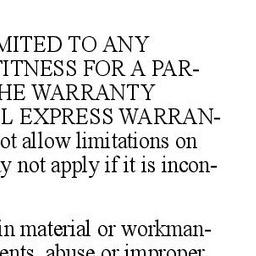 MITED TO ANY
FITNESS FOR A PAR-
HE WARRANTY
L EXPRESS WARRAN-
ot allow limitations on
y not apply if it is incon-
in material or workman-
ents, abuse or improper